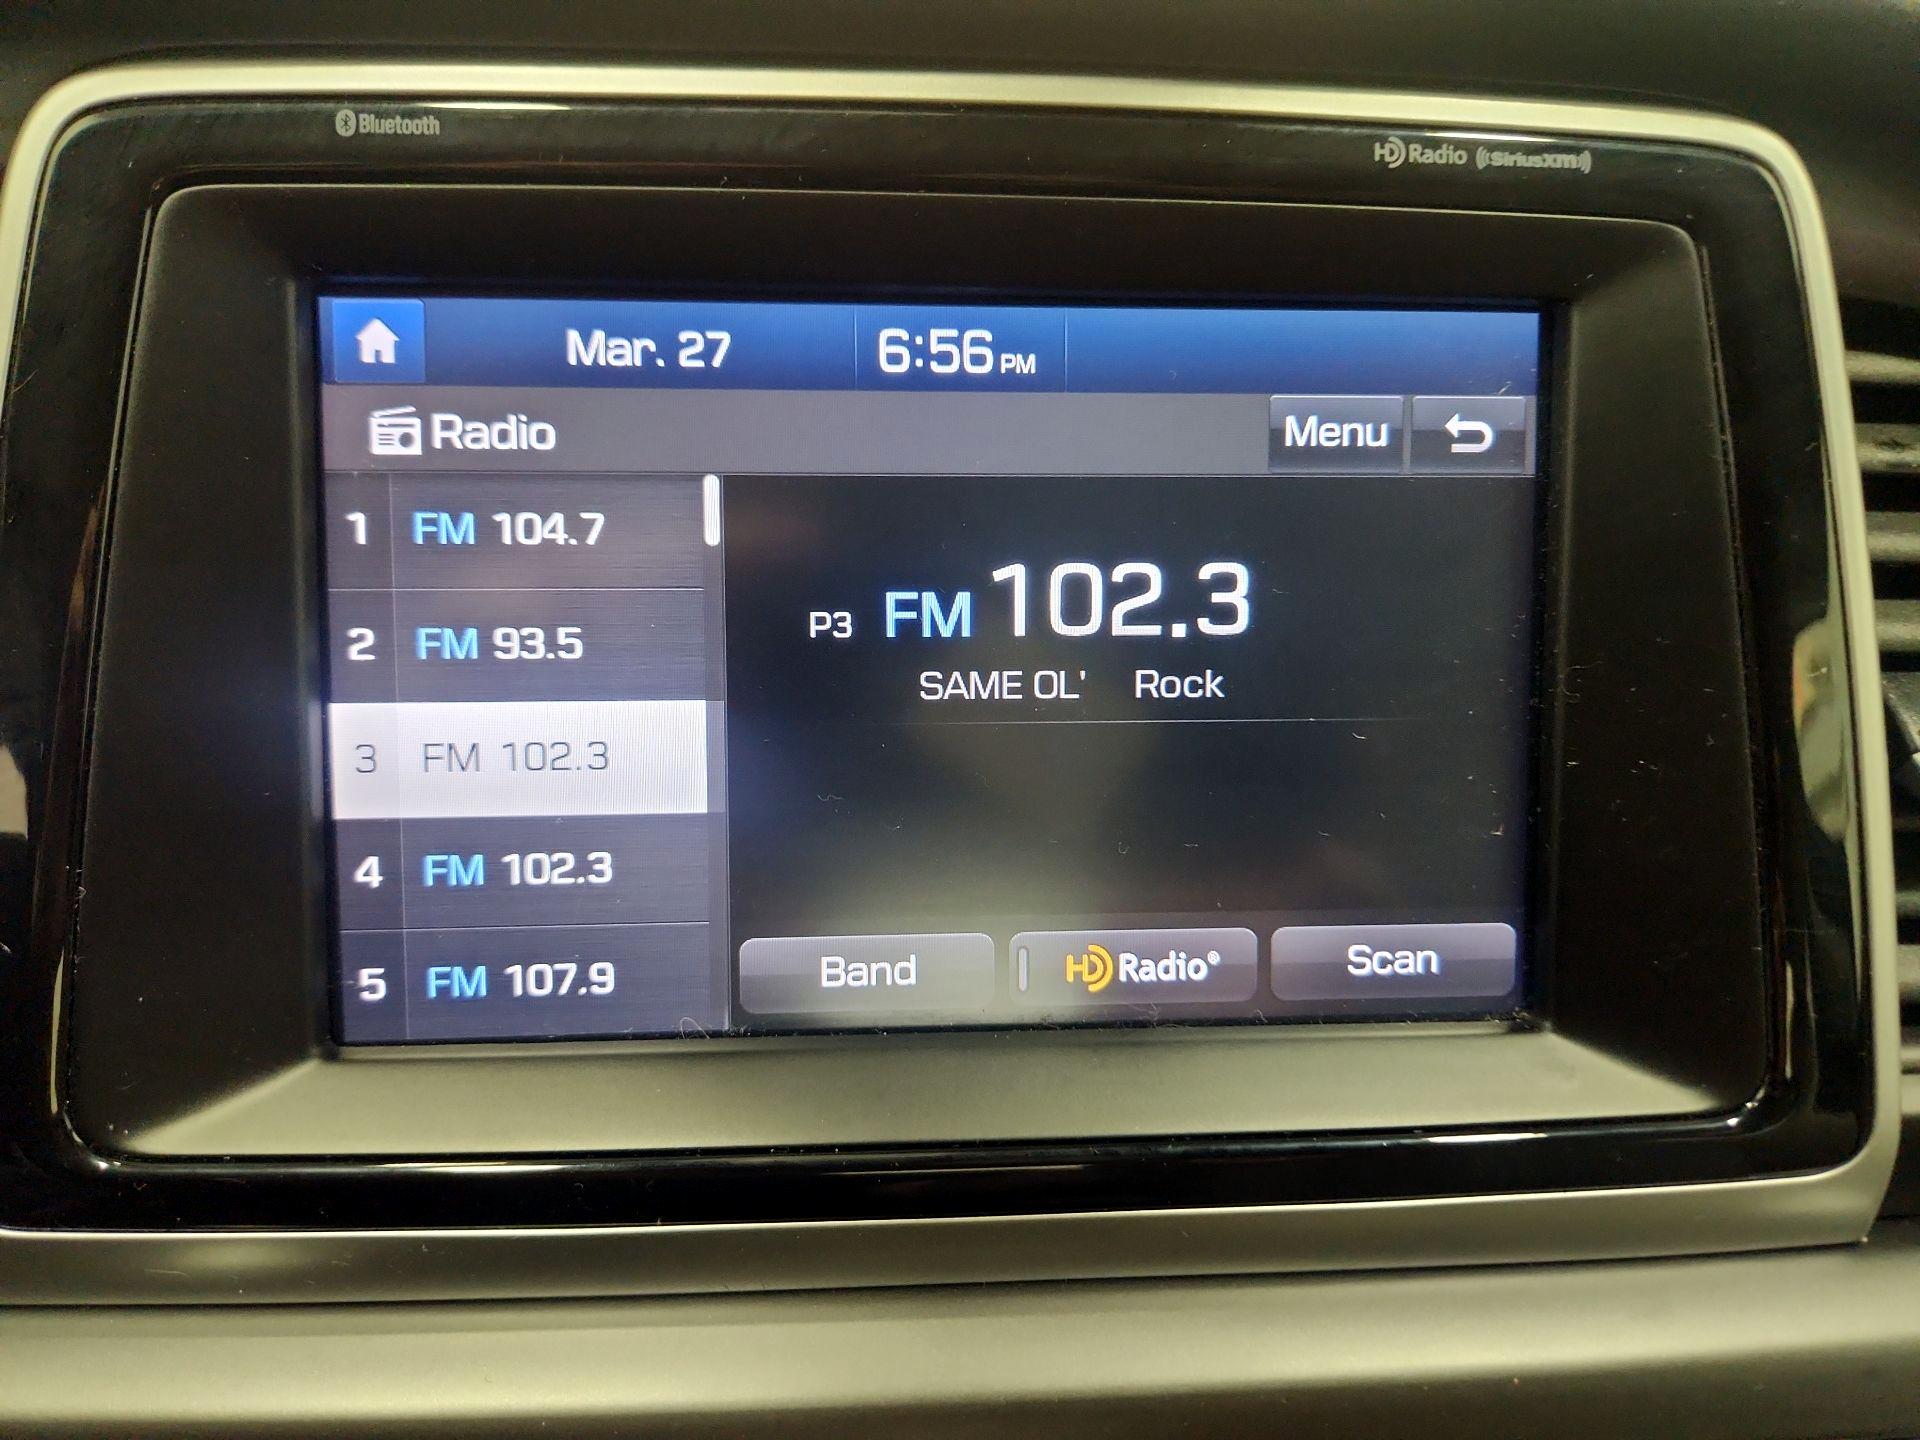 Bluetooth
HD Radio ((SiriusXM))
Mar. 27 6:56 PM
Radio Menu
1 FM 104.7
2 FM 93.5
3 FM 102.3
4 FM 102.3
5 FM 107.9
P3 FM 102.3
SAME OL' Rock
Band HD Radio® Scan